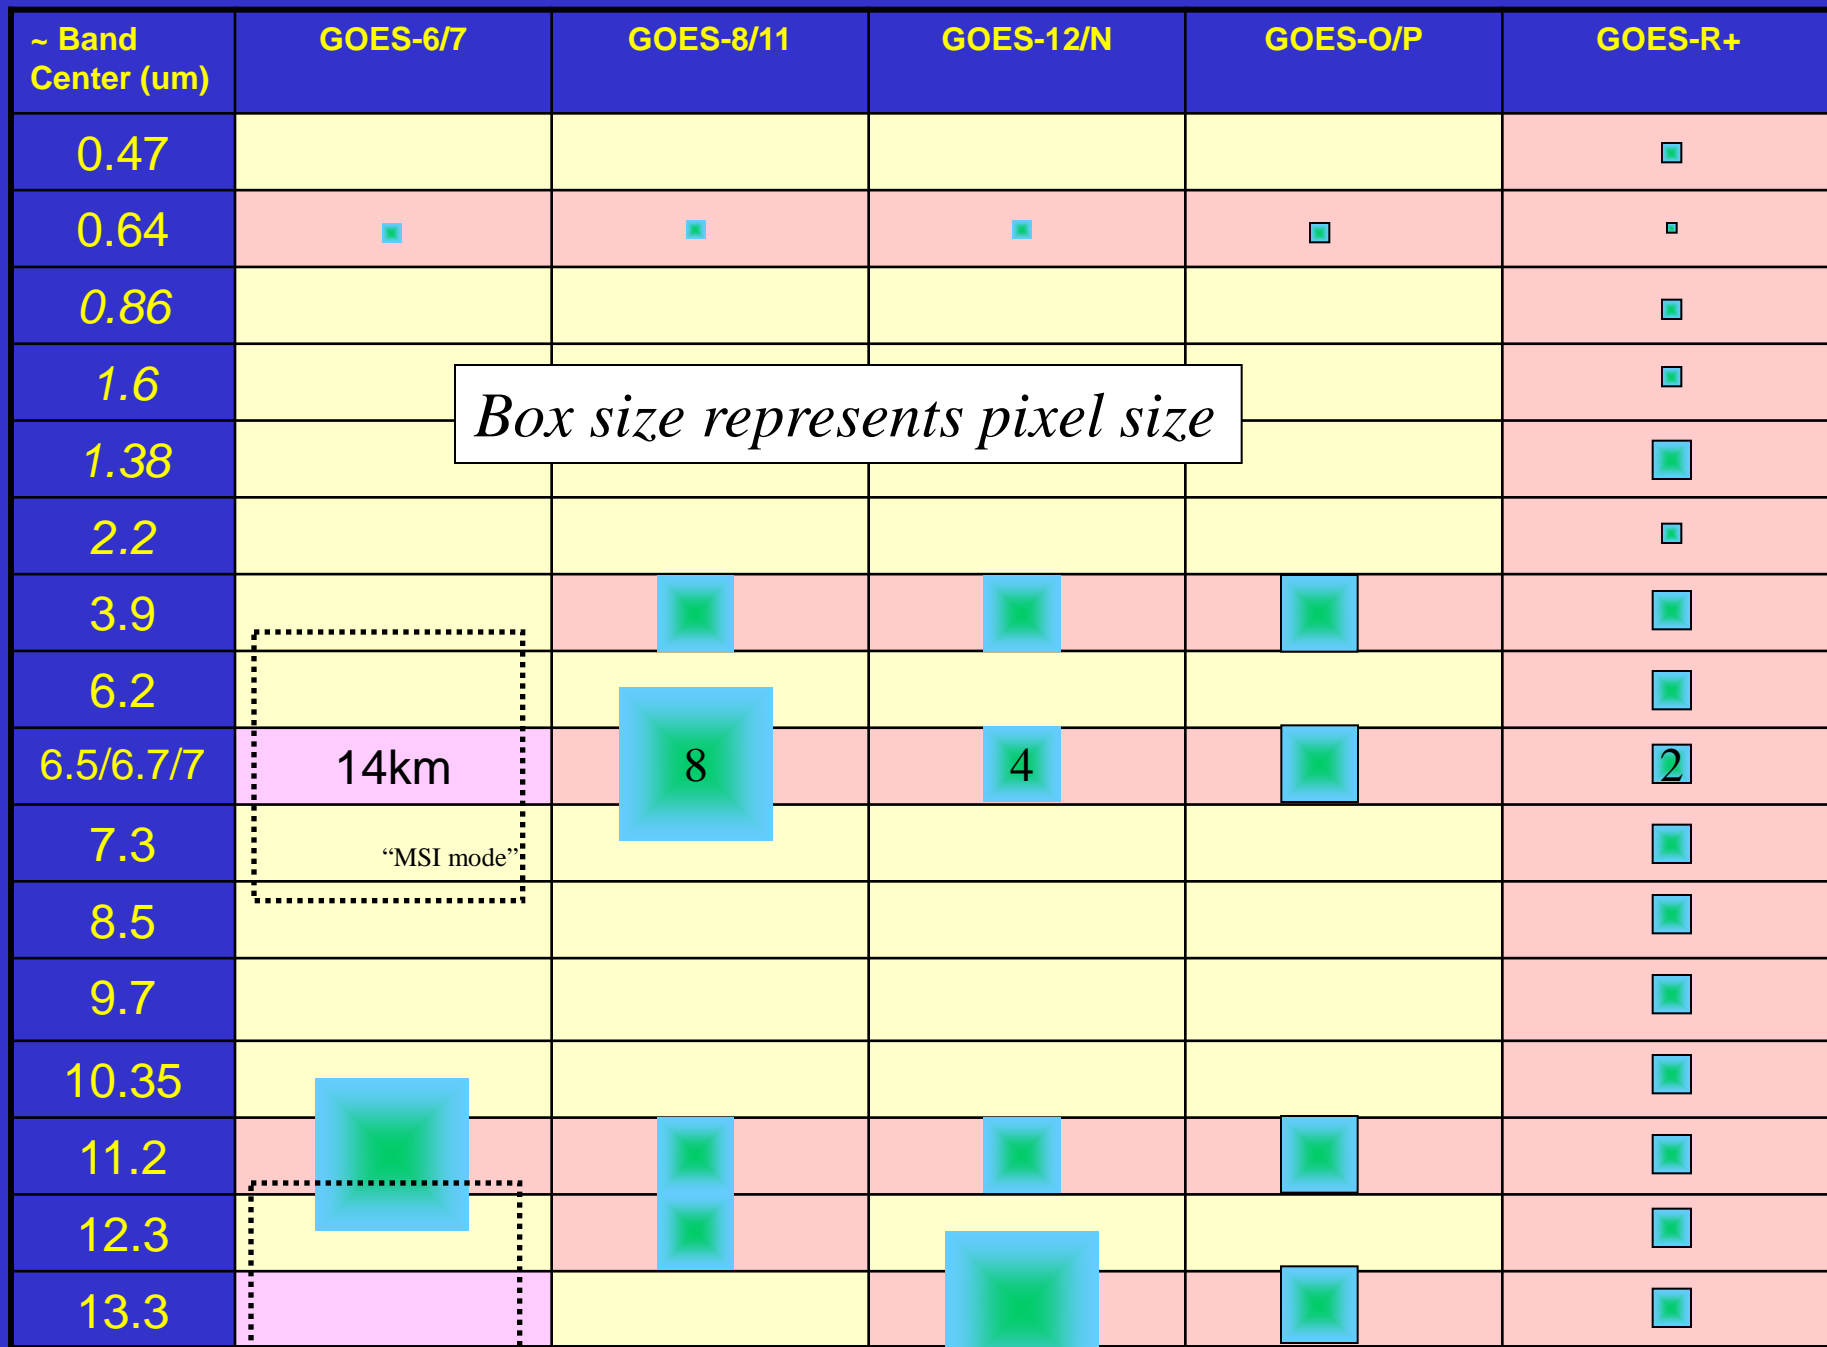 ~ Band
Center (um)
GOES-6/7
GOES-8/11
GOES-12/N
GOES-O/P
GOES-R+
0.47
0.64
0.86
1.6
Box size represents pixel size
1.38
2.2
3.9
6.2
6.5/6.7/7
14km
8
4
2
7.3
“MSI mode”
8.5
9.7
10.35
11.2
12.3
13.3